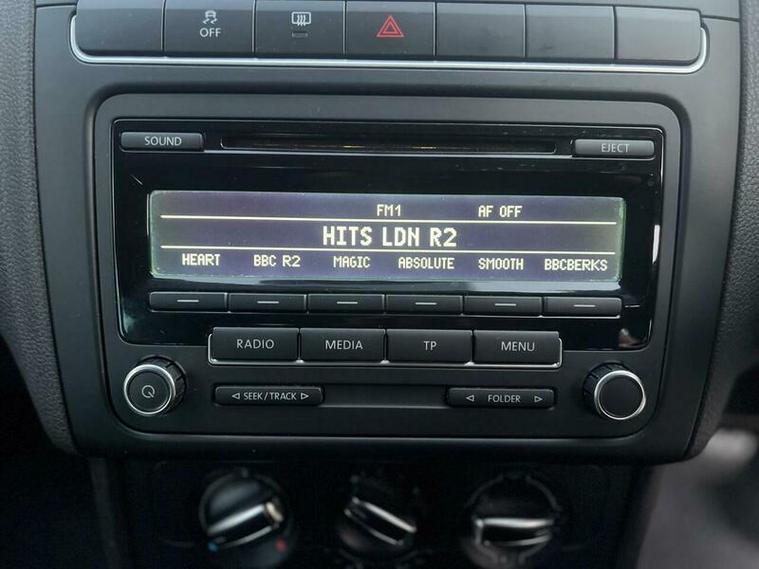 OFF
SOUND
EJECT
FM1 AF OFF
HITS LDN R2
HEART BBC R2 MAGIC ABSOLUTE SMOOTH BBCBERKS
RADIO MEDIA TP MENU
SEEK / TRACK FOLDER